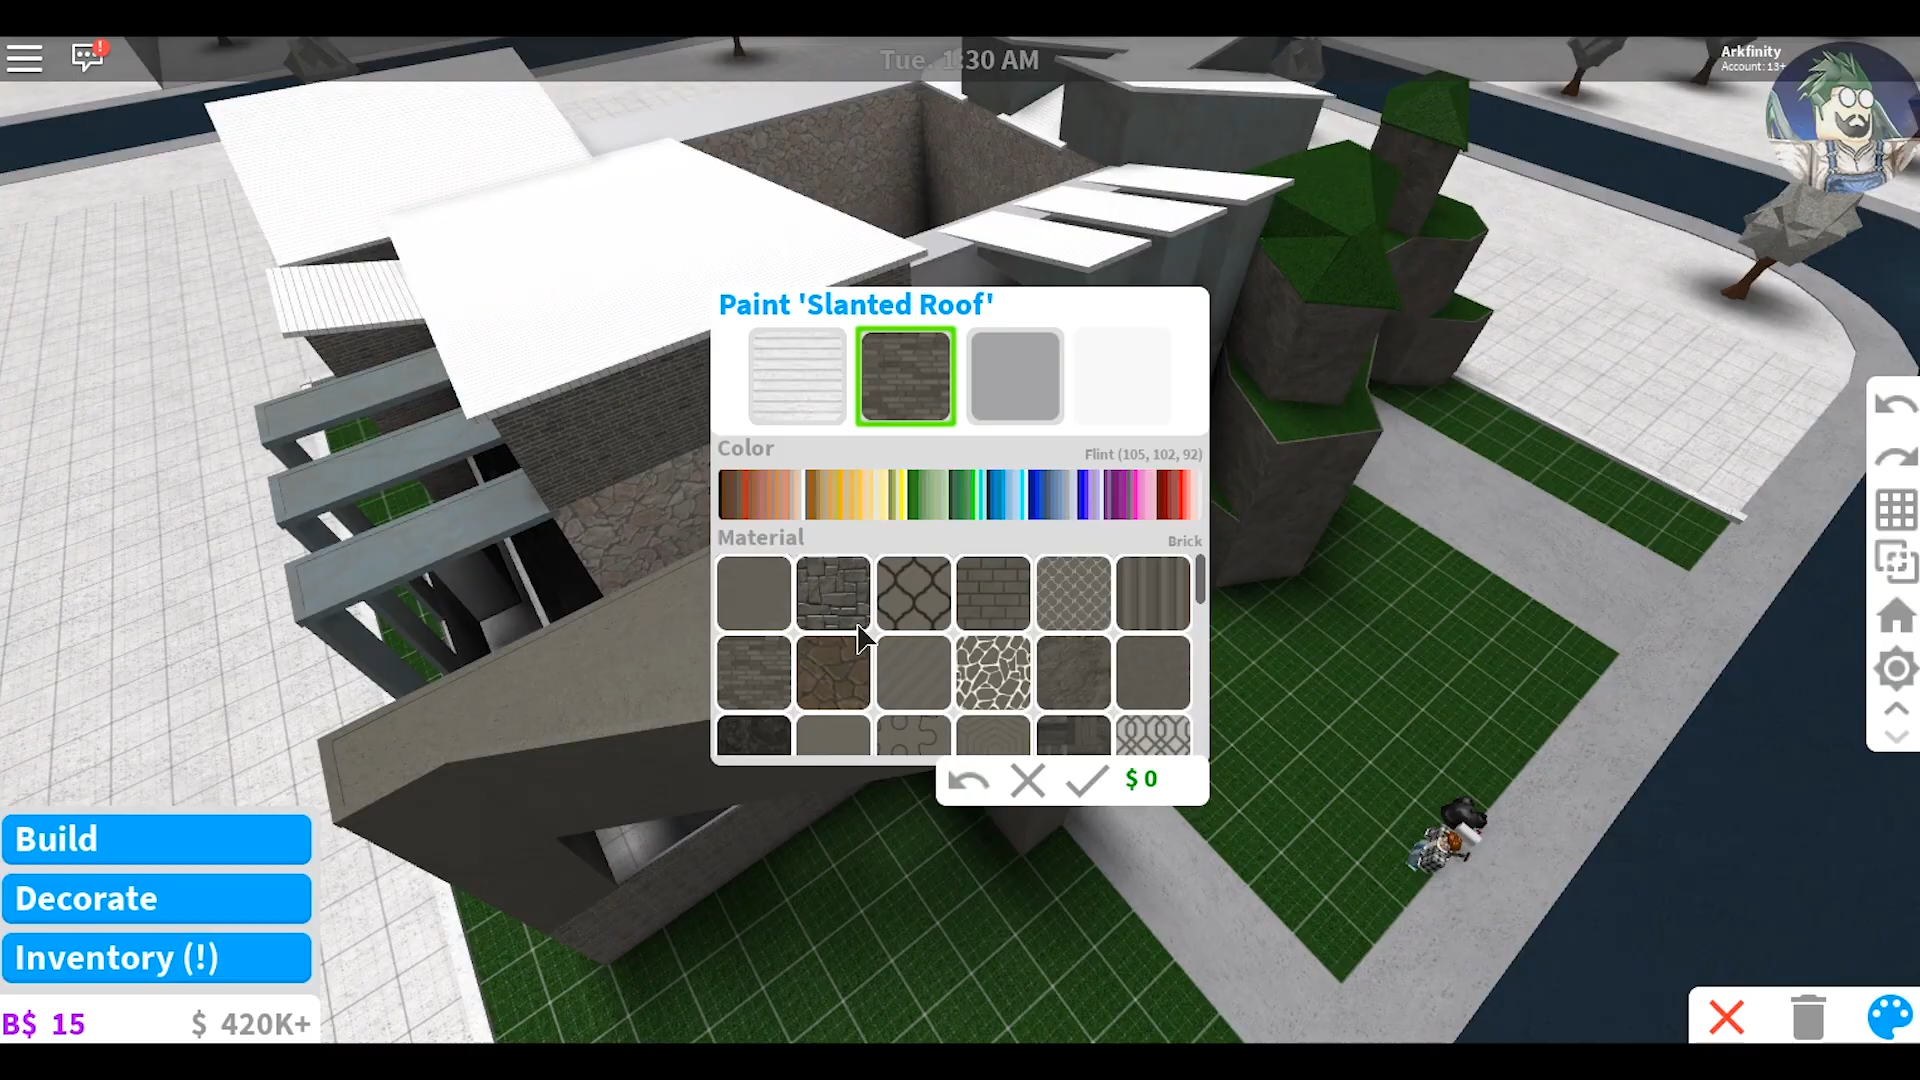 Tue. 1:30 AM
Arkfinity
Account: 13+
Paint 'Slanted Roof'
Color
Flint (105, 102, 92)
Material
Brick
$ 0
Build
Decorate
Inventory (!)
B$ 15
$ 420K+